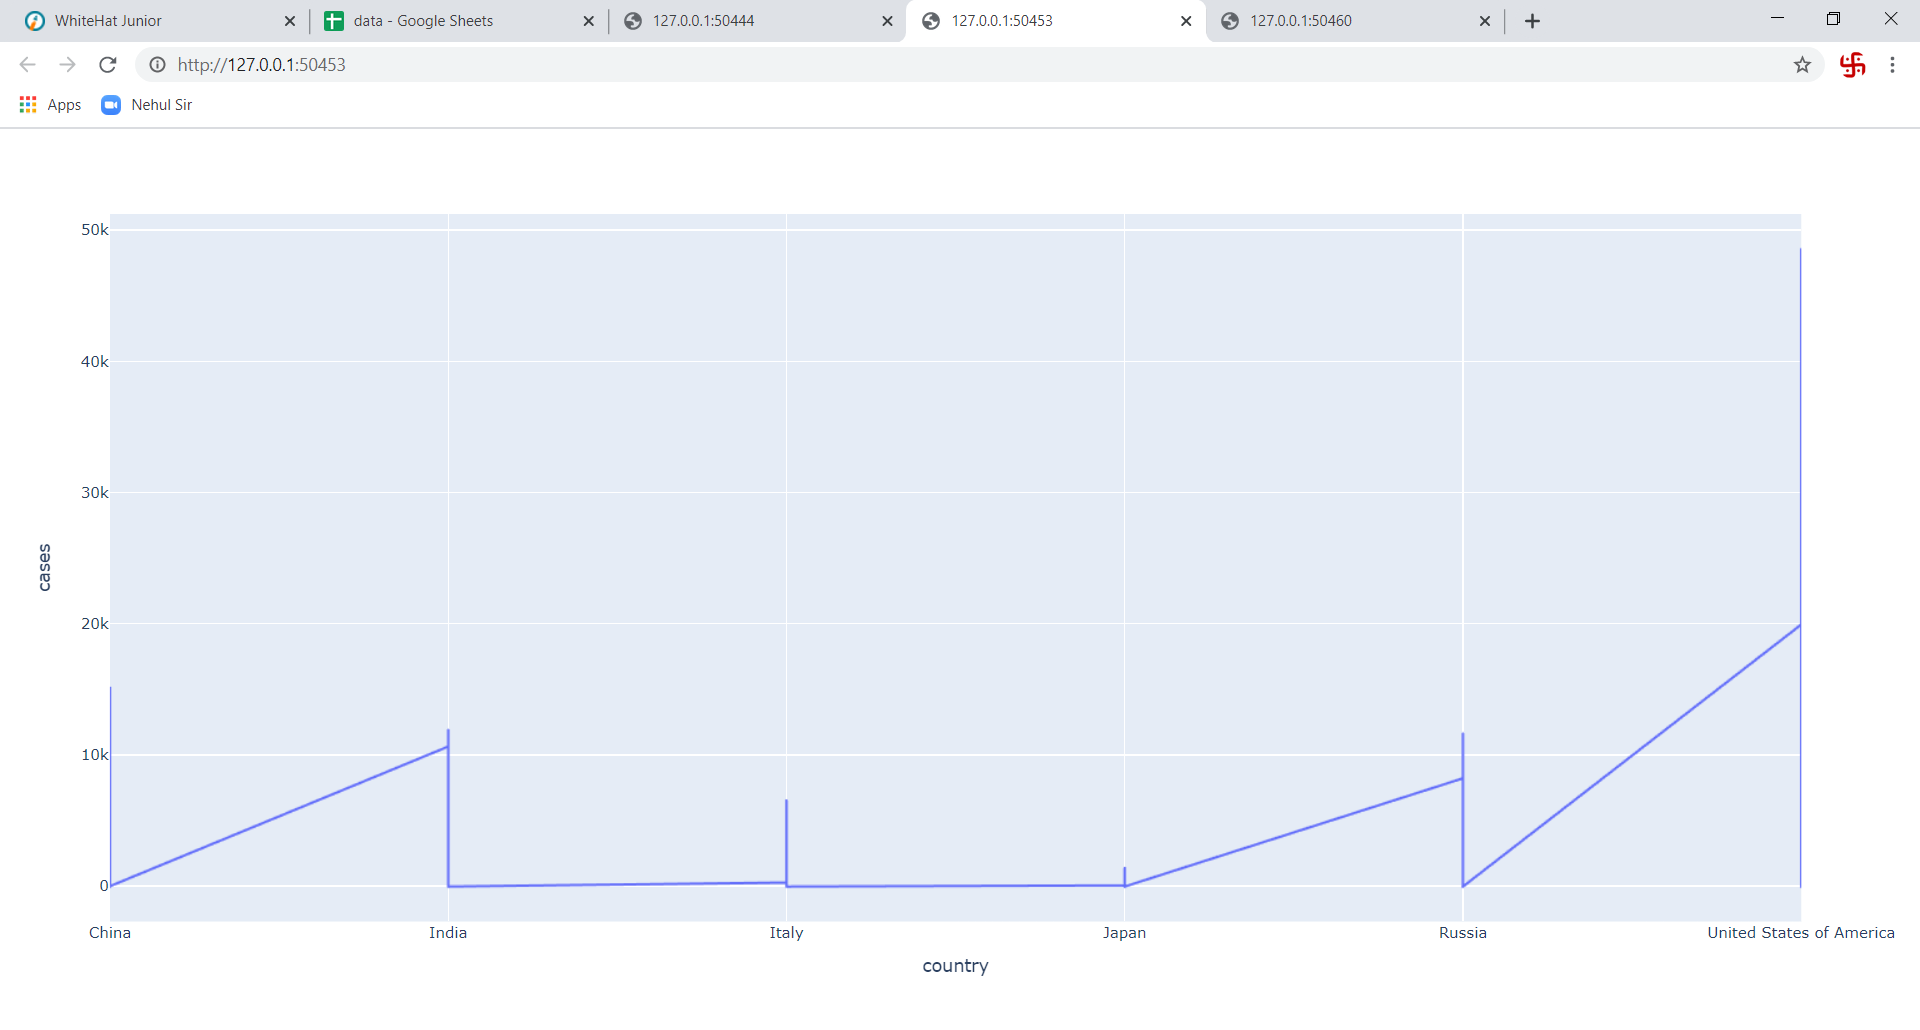 WhiteHat Junior
data - Google Sheets
127.0.0.1:50444
127.0.0.1:50453
127.0.0.1:50460
http://127.0.0.1:50453
Apps
Nehul Sir
50k
40k
30k
20k
10k
0
cases
China
India
Italy
Japan
Russia
United States of America
country